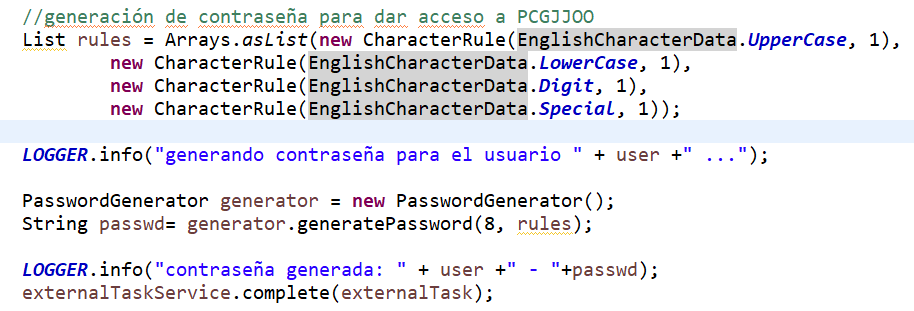 //generación de contraseña para dar acceso a PCGJJOO
List rules = Arrays.asList(new CharacterRule(EnglishCharacterData.UpperCase, 1),
new CharacterRule(EnglishCharacterData.LowerCase, 1),
new CharacterRule(EnglishCharacterData.Digit, 1),
new CharacterRule(EnglishCharacterData.Special, 1));
LOGGER.info("generando contraseña para el usuario " + user +" ...");
PasswordGenerator generator = new PasswordGenerator();
String passwd= generator.generatePassword(8, rules);
LOGGER.info("contraseña generada: " + user +" - "+passwd);
externalTaskService.complete(externalTask);